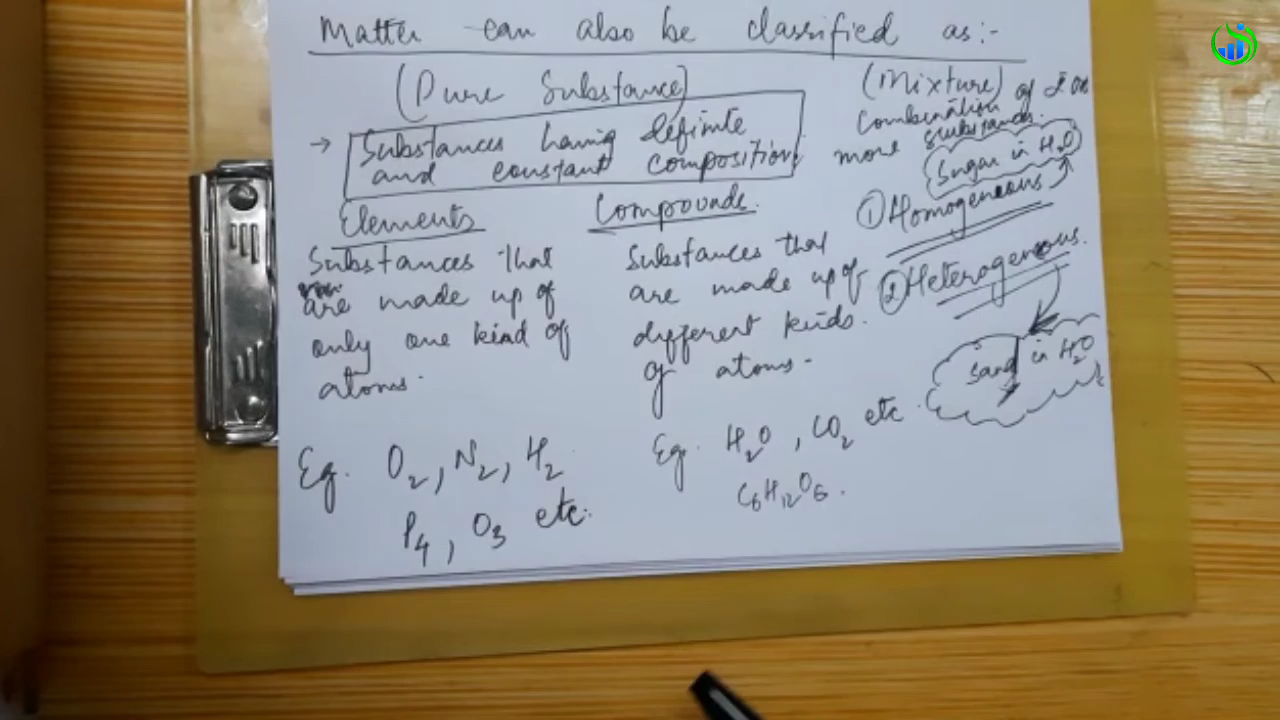 Matter can also be classified as:-
(Pure Substance)
→ Substances having definite
and constant composition
Elements
Substances that
are made up of
only one kind of
atoms.
Eg. O2, N2, H2
P4, O3 etc.
Compounds.
Substances that
are made up of
different kinds.
of atoms.
Eg. H2O, CO2 etc.
C6H12O6.
(Mixture)
combination of 2 or
more substances.
Sugar in H2O
① Homogeneous
② Heterogeneous.
Sand in H2O